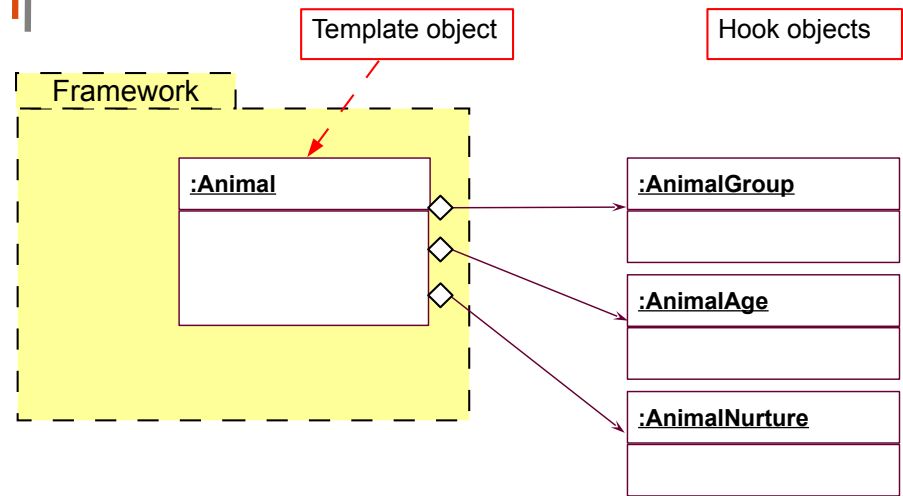 Template object
Hook objects
Framework
:Animal
:AnimalGroup
:AnimalAge
:AnimalNurture